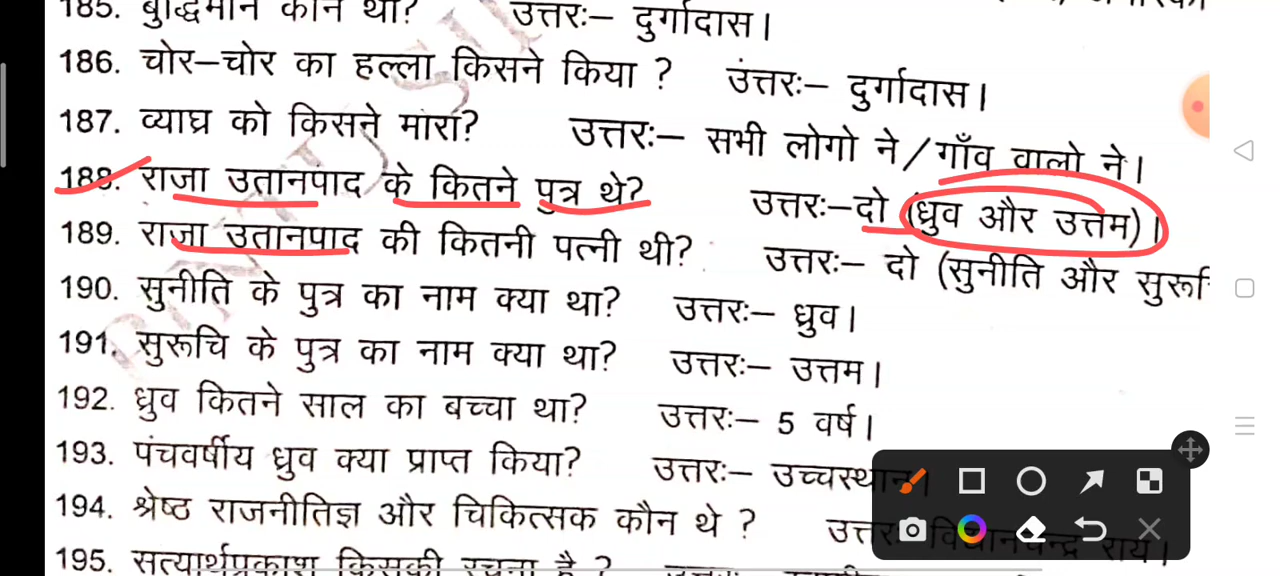 185. बुद्धिमान कौन था? उत्तरः– दुर्गादास।
186. चोर–चोर का हल्ला किसने किया ? उंत्तरः– दुर्गादास।
187. व्याघ्र को किसने मारा? उत्तरः– सभी लोगो ने/गाँव वालो ने।
188. राजा उतानपाद के कितने पुत्र थे? उत्तरः–दो (ध्रुव और उत्तम)।
189. राजा उतानपाद की कितनी पत्नी थी? उत्तरः– दो (सुनीति और
190. सुनीति के पुत्र का नाम क्या था? उत्तरः– ध्रुव।
191. सुरूचि के पुत्र का नाम क्या था? उत्तरः– उत्तम।
192. ध्रुव कितने साल का बच्चा था? उत्तरः– 5 वर्ष।
193. पंचवर्षीय ध्रुव क्या प्राप्त किया? उत्तरः– उच्चस्थान।
194. श्रेष्ठ राजनीतिज्ञ और चिकित्सक कौन थे ? उत्तरः– विधानचन्द्र राय।
195. सत्यार्थप्रकाश किसकी रचना है ?